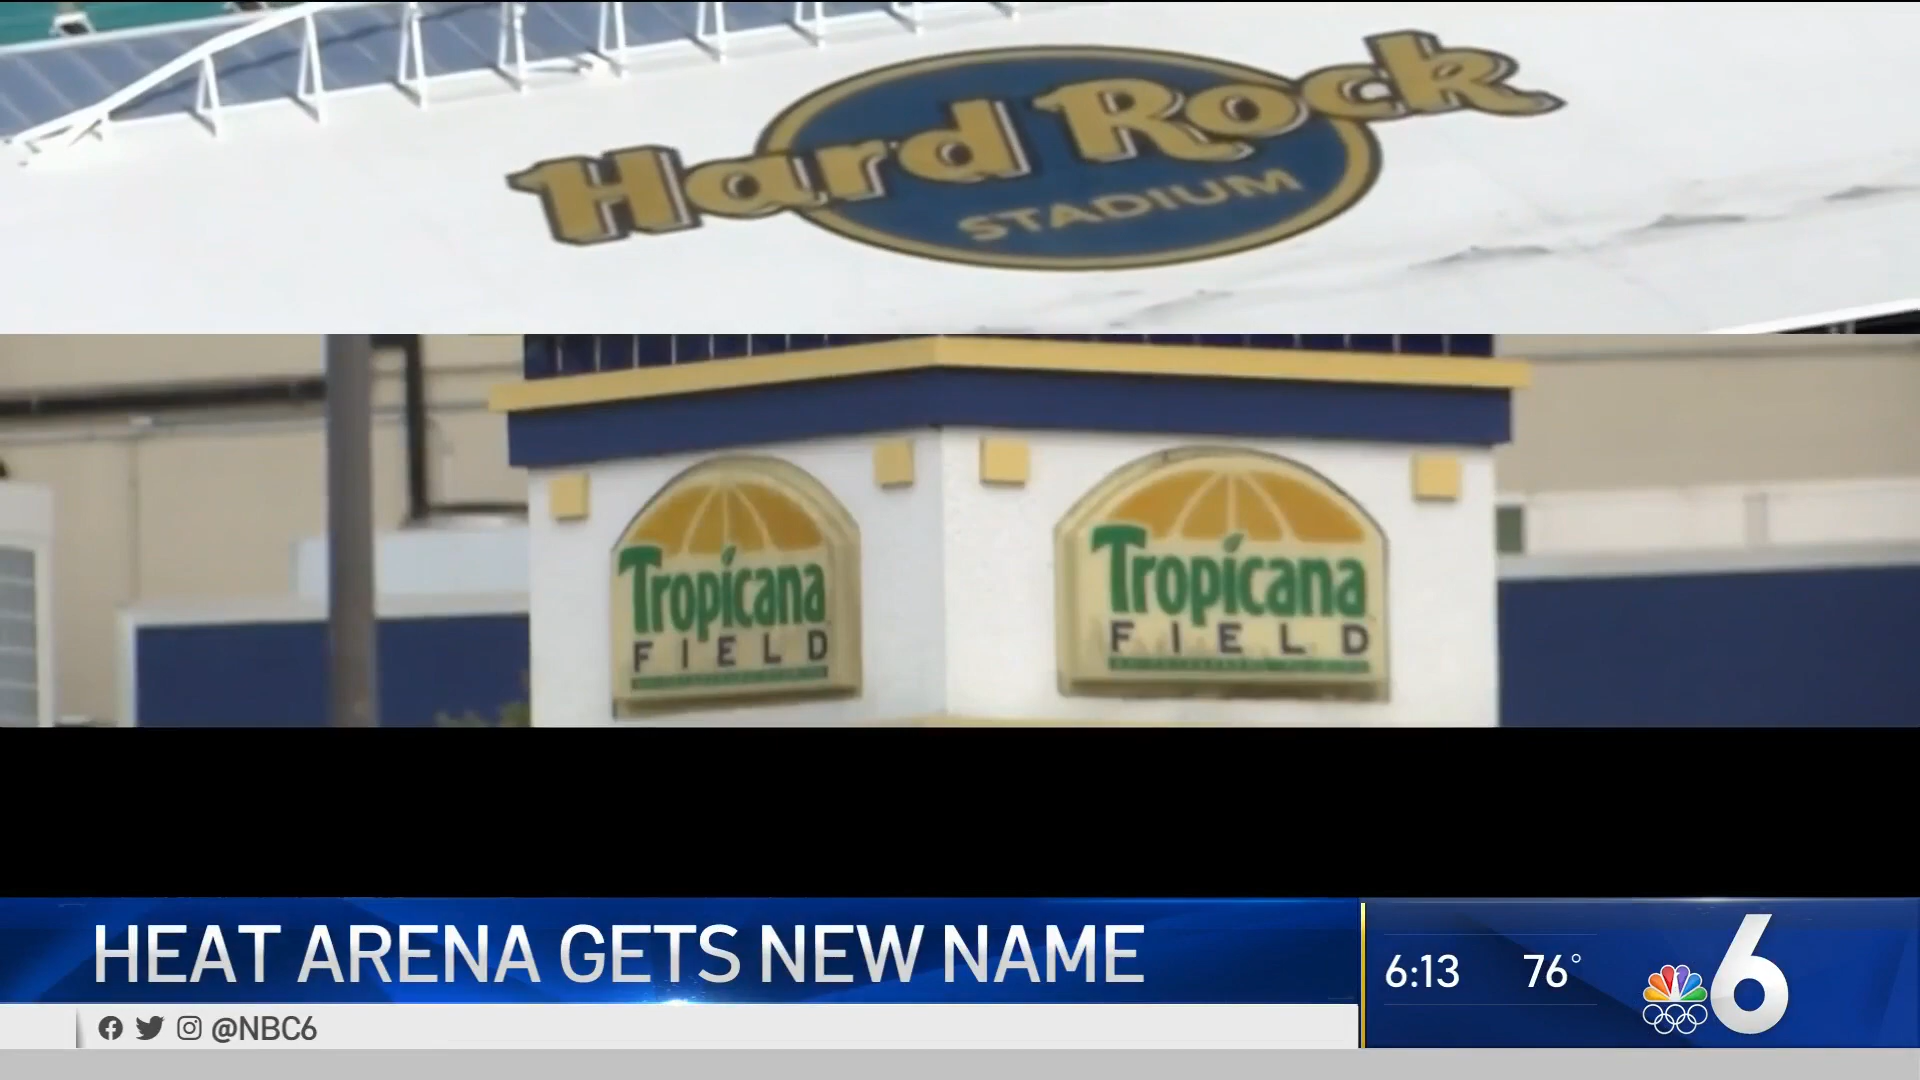 Hard Rock
STADIUM
Tropicana
FIELD
Tropicana
FIELD
HEAT ARENA GETS NEW NAME
6:13 76°
6
@NBC6